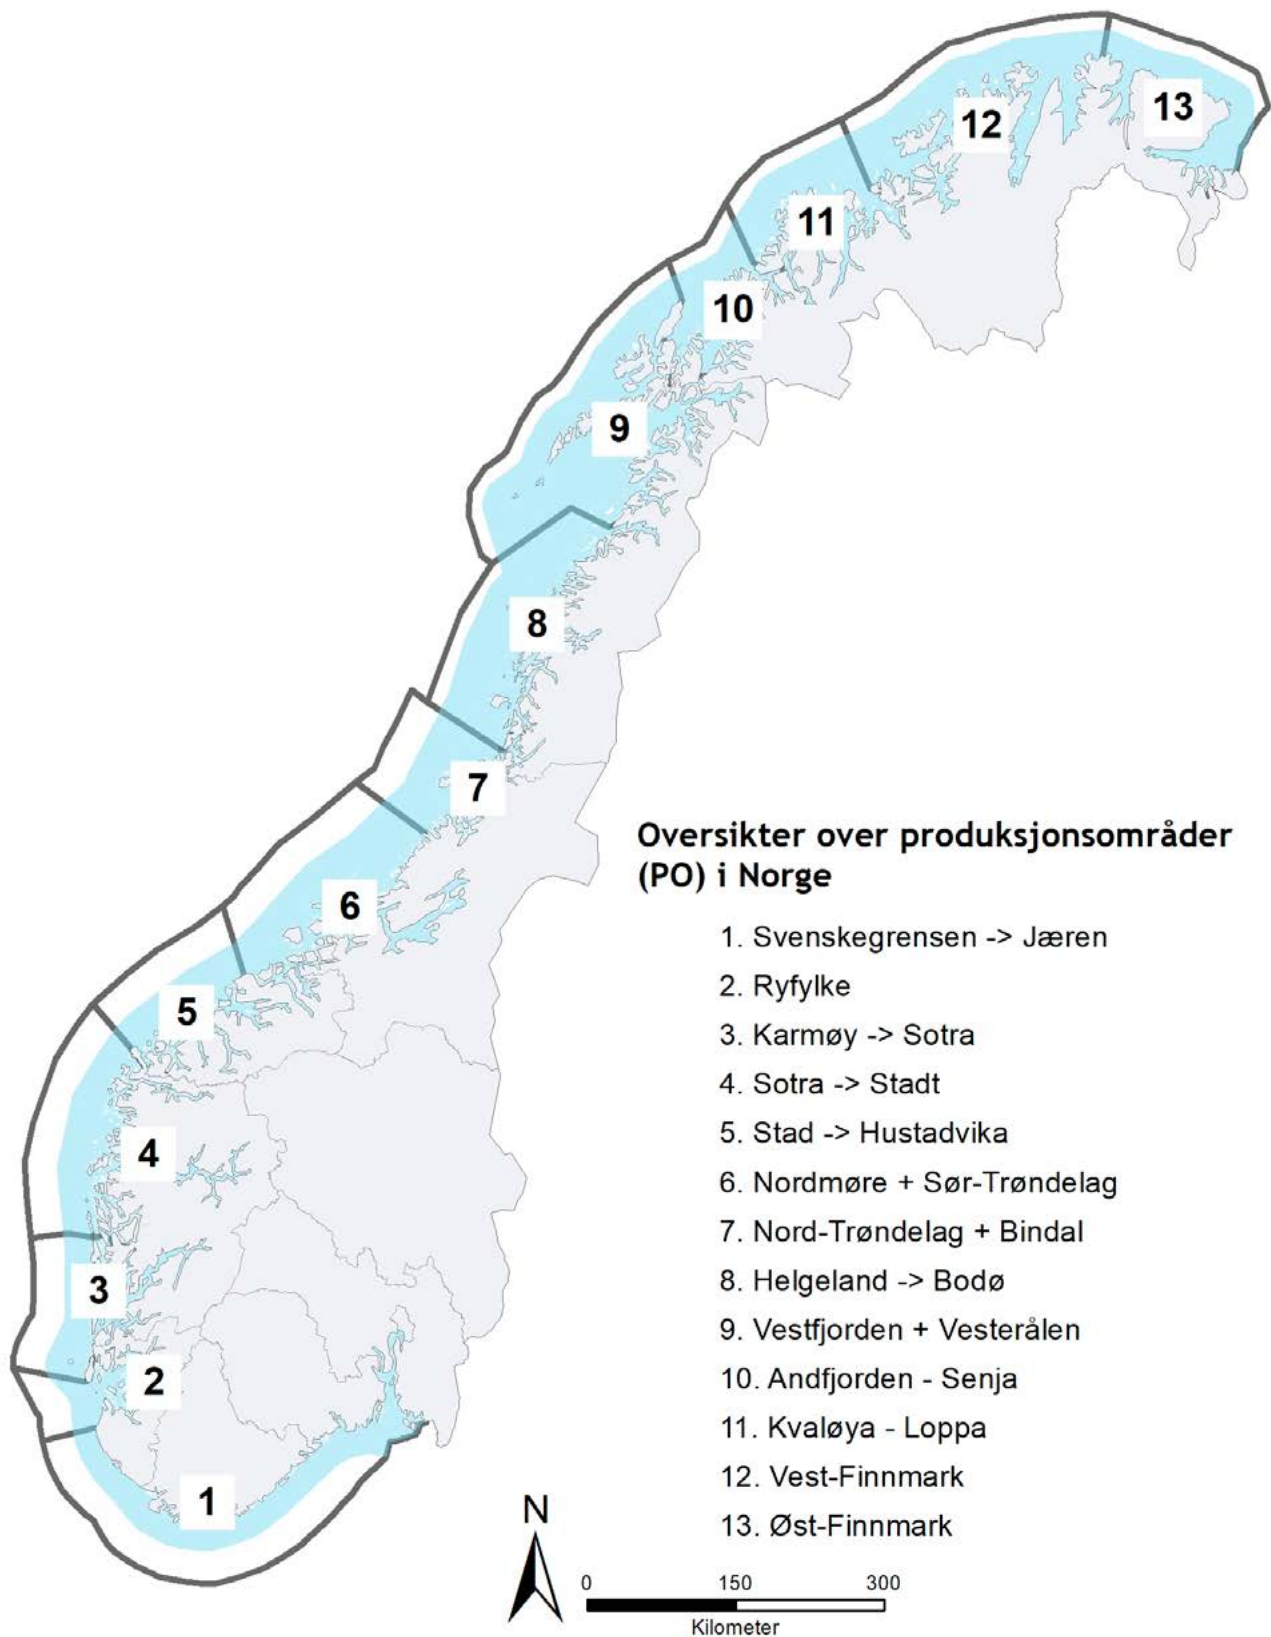 13
12
11
10
9
8
7
Oversikter over produksjonsområder
(PO) i Norge
6
1. Svenskegrensen -> Jæren
2. Ryfylke
5
3. Karmøy -> Sotra
4. Sotra -> Stadt
5. Stad -> Hustadvika
4
6. Nordmøre + Sør-Trøndelag
7. Nord-Trøndelag + Bindal
8. Helgeland -> Bodø
3
9. Vestfjorden + Vesterålen
2
10. Andfjorden - Senja
11. Kvaløya - Loppa
12. Vest-Finnmark
1
13. Øst-Finnmark
N
0 150 300
Kilometer